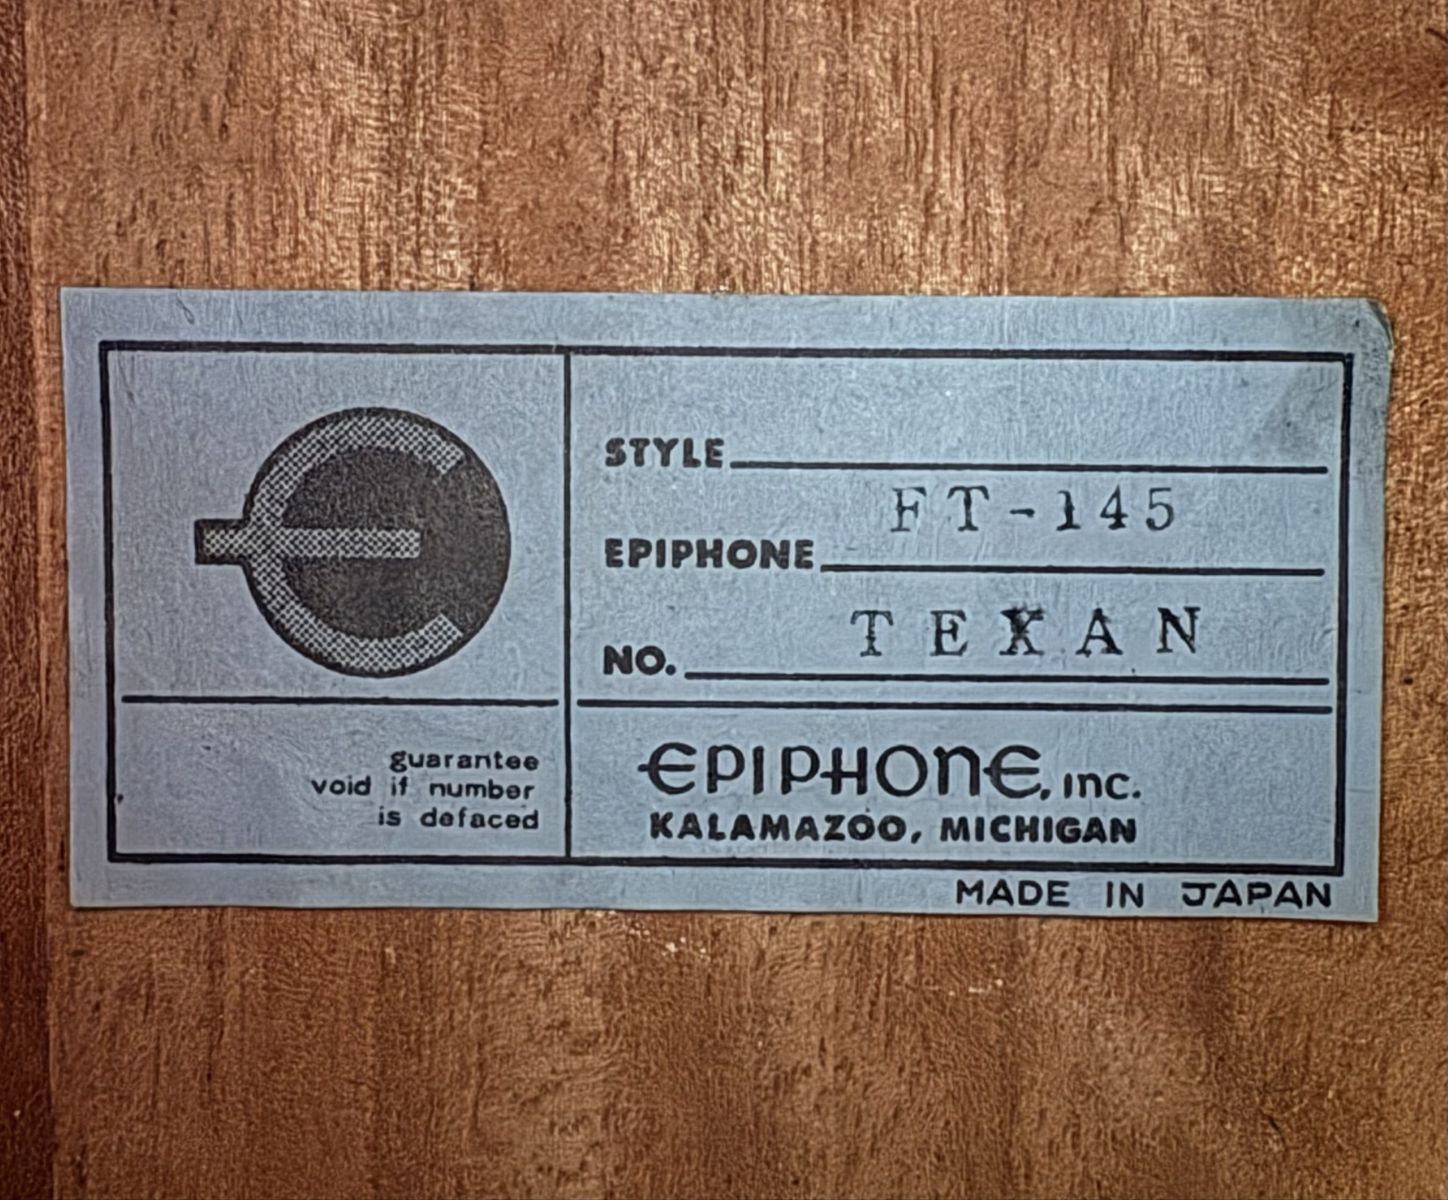 STYLE
FT-145
EPIPHONE
TEXAN
NO.
guarantee
void if number
is defaced
EPIPHONE, INC.
KALAMAZOO, MICHIGAN
MADE IN JAPAN